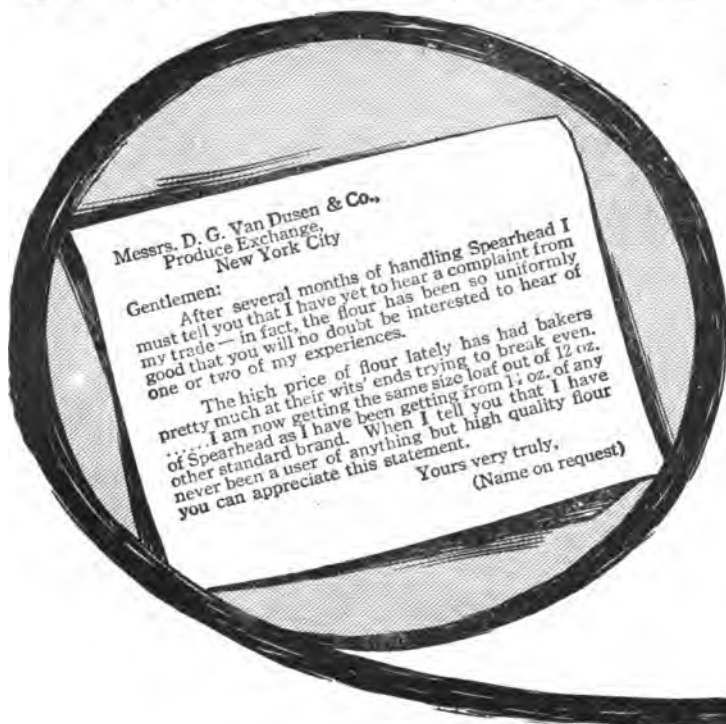 Messrs. D. G. Van Dusen & Co.,
Produce Exchange,
New York City
Gentlemen:
After several months of handling Spearhead I
must tell you that I have yet to hear a complaint from
my trade — in fact, the flour has been so uniformly
good that you will no doubt be interested to hear of
one or two of my experiences.
The high price of flour lately has had bakers
pretty much at their wits' ends trying to break even.
......I am now getting the same size loaf out of 12 oz.
of Spearhead as I have been getting from oz. of any
other standard brand. When I tell you that I have
never been a user of anything but high quality flour
you can appreciate this statement.
Yours very truly,
(Name on request)